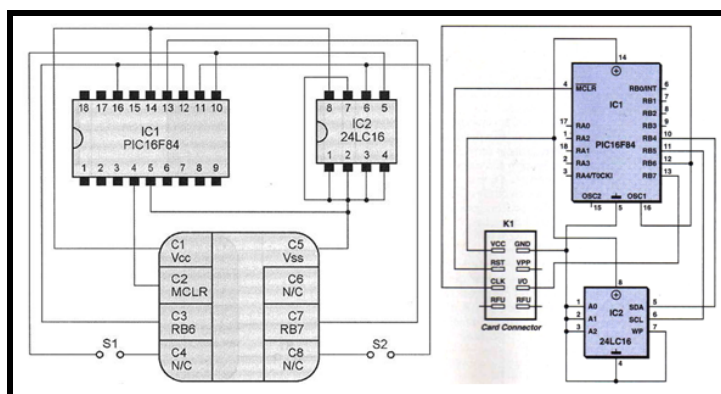 18 17 16 15 14 13 12 11 10
IC1
PIC16F84
1 2 3 4 5 6 7 8 9
8 7 6 5
IC2
24LC16
1 2 3 4
C1
Vcc
C5
Vss
C2
MCLR
C6
N/C
C3
RB6
C7
RB7
S1
C4
N/C
C8
N/C
S2
14
4
MCLR
RB0/INT
6
IC1
RB1
7
RB2
8
17
RA0
RB3
9
1
RA2
PIC16F84
RB4
10
18
RA1
RB5
11
2
RA3
RB6
12
3
RA4/T0CKI
RB7
13
OSC2
OSC1
15
5
16
K1
VCC
GND
RST
VPP
CLK
I/O
RFU
RFU
Card Connector
8
1
A0
SDA
5
2
A1
IC2
SCL
6
3
A2
WP
7
24LC16
4